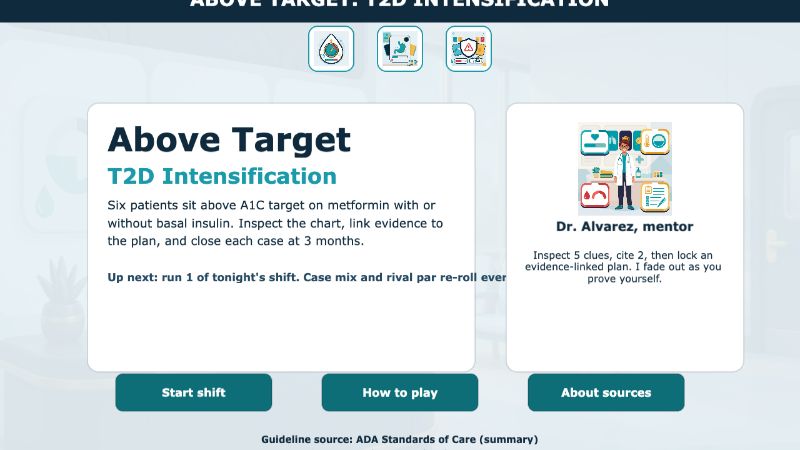 ABOVE TARGET: T2D INTENSIFICATION
Above Target
T2D Intensification
Six patients sit above A1C target on metformin with or
without basal insulin. Inspect the chart, link evidence to
the plan, and close each case at 3 months.
Up next: run 1 of tonight's shift. Case mix and rival par re-roll
Dr. Alvarez, mentor
Inspect 5 clues, cite 2, then lock an
evidence-linked plan. I fade out as you
prove yourself.
Start shift
How to play
About sources
Guideline source: ADA Standards of Care (summary)